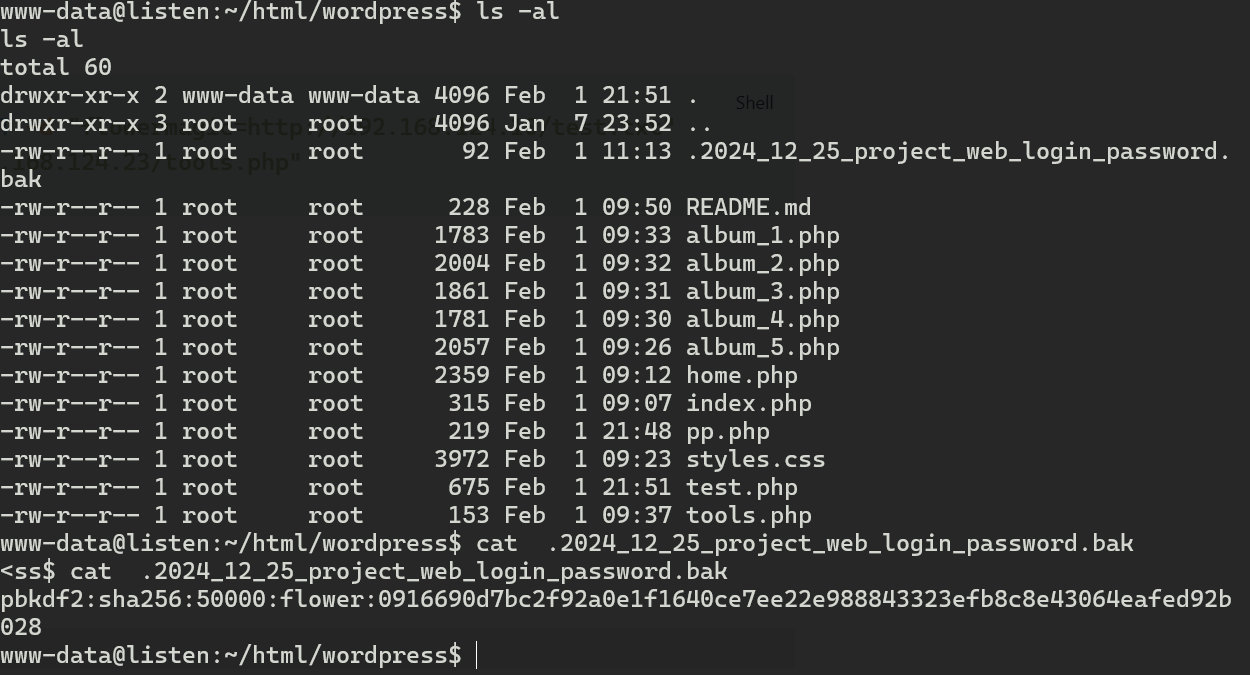 www-data@listen:~/html/wordpress$ ls -al
ls -al
total 60
drwxr-xr-x 2 www-data www-data 4096 Feb  1 21:51 .
Shell
drwxr-xr-x 3 root     root     4096 Jan  7 23:52 ..
-rw-r--r-- 1 root     root       92 Feb  1 11:13 .2024_12_25_project_web_login_password.
bak
.168.124.23/tools.php"
-rw-r--r-- 1 root     root      228 Feb  1 09:50 README.md
-rw-r--r-- 1 root     root     1783 Feb  1 09:33 album_1.php
-rw-r--r-- 1 root     root     2004 Feb  1 09:32 album_2.php
-rw-r--r-- 1 root     root     1861 Feb  1 09:31 album_3.php
-rw-r--r-- 1 root     root     1781 Feb  1 09:30 album_4.php
-rw-r--r-- 1 root     root     2057 Feb  1 09:26 album_5.php
-rw-r--r-- 1 root     root     2359 Feb  1 09:12 home.php
-rw-r--r-- 1 root     root      315 Feb  1 09:07 index.php
-rw-r--r-- 1 root     root      219 Feb  1 21:48 pp.php
-rw-r--r-- 1 root     root     3972 Feb  1 09:23 styles.css
-rw-r--r-- 1 root     root      675 Feb  1 21:51 test.php
-rw-r--r-- 1 root     root      153 Feb  1 09:37 tools.php
www-data@listen:~/html/wordpress$ cat  .2024_12_25_project_web_login_password.bak
<ss$ cat  .2024_12_25_project_web_login_password.bak
pbkdf2:sha256:50000:flower:0916690d7bc2f92a0e1f1640ce7ee22e988843323efb8c8e43064eafed92b
028
www-data@listen:~/html/wordpress$